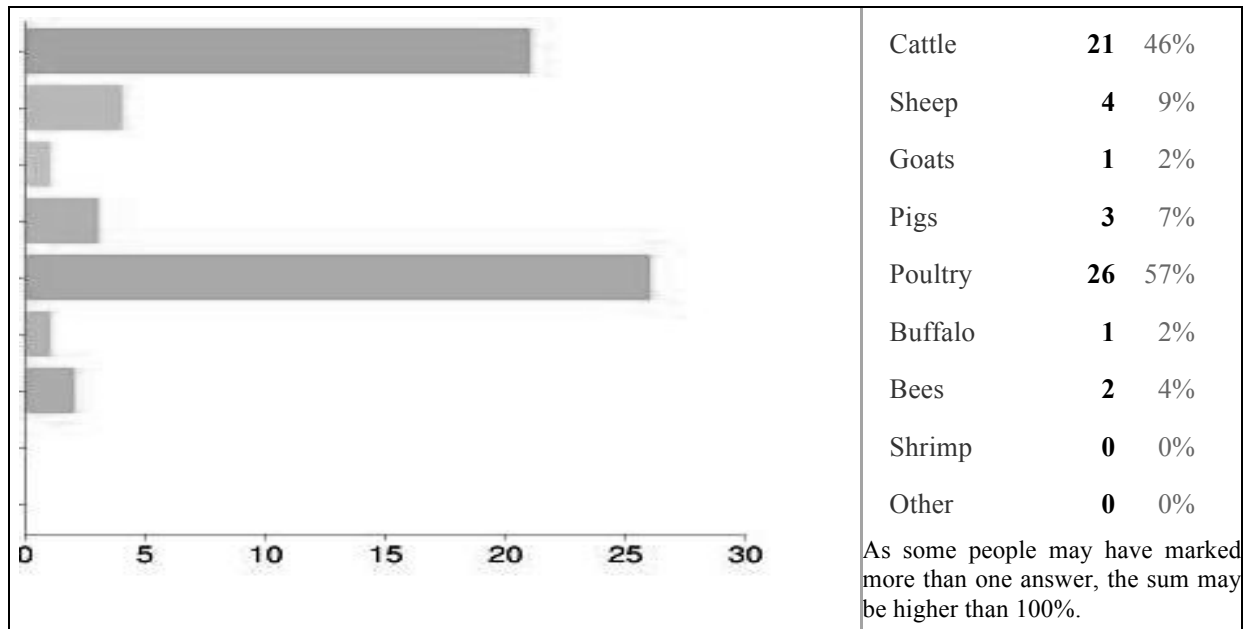 Cattle 21 46%
Sheep 4 9%
Goats 1 2%
Pigs 3 7%
Poultry 26 57%
Buffalo 1 2%
Bees 2 4%
Shrimp 0 0%
Other 0 0%
0 5 10 15 20 25 30
As some people may have marked
more than one answer, the sum may
be higher than 100%.